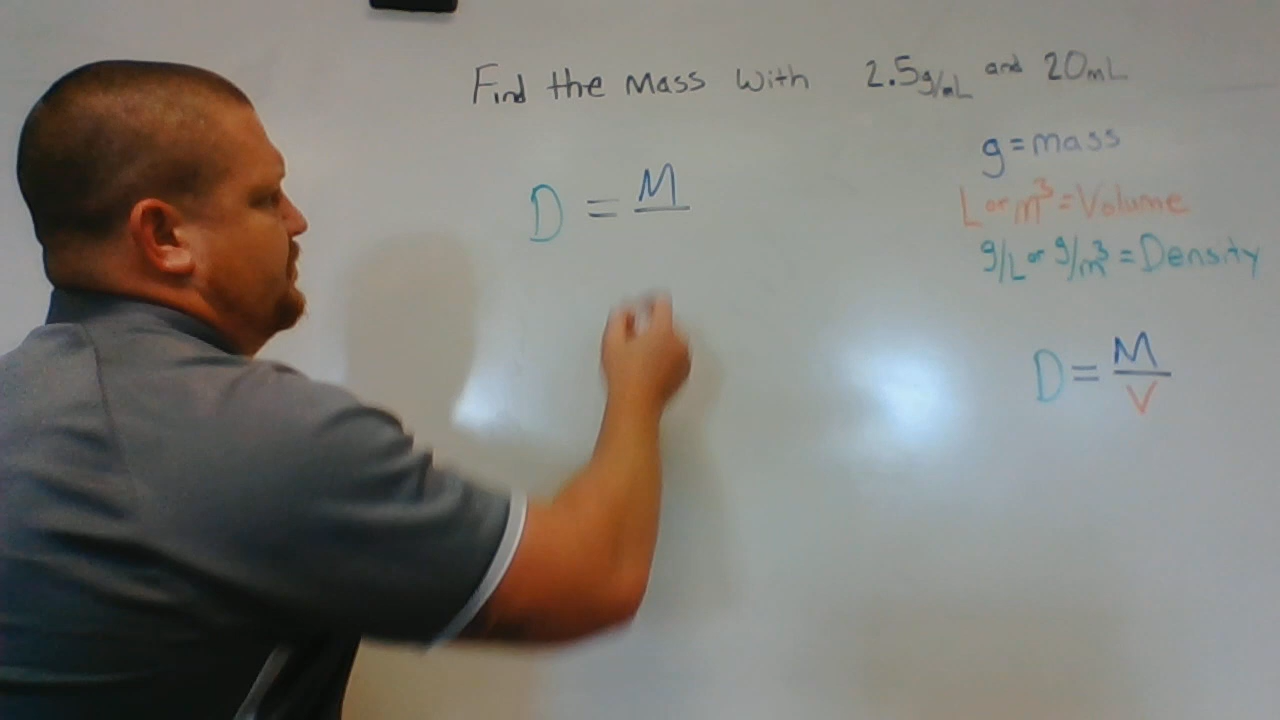 Find the Mass with 2.5g/mL and 20mL
g = mass
L or m³ = Volume
g/L or g/m³ = Density
D = M
D = M/V